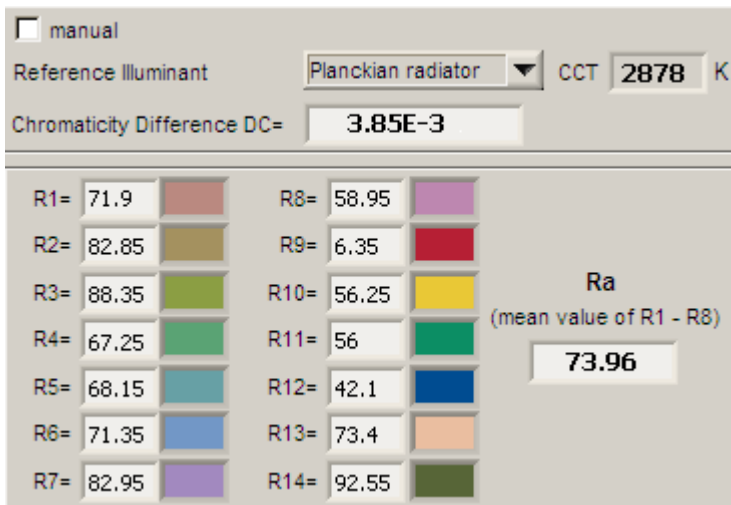 manual
Reference Illuminant Planckian radiator CCT 2878 K
Chromaticity Difference DC= 3.85E-3
R1= 71.9 R8= 58.95
R2= 82.85 R9= 6.35
R3= 88.35 R10= 56.25
Ra
(mean value of R1 - R8)
R4= 67.25 R11= 56
73.96
R5= 68.15 R12= 42.1
R6= 71.35 R13= 73.4
R7= 82.95 R14= 92.55